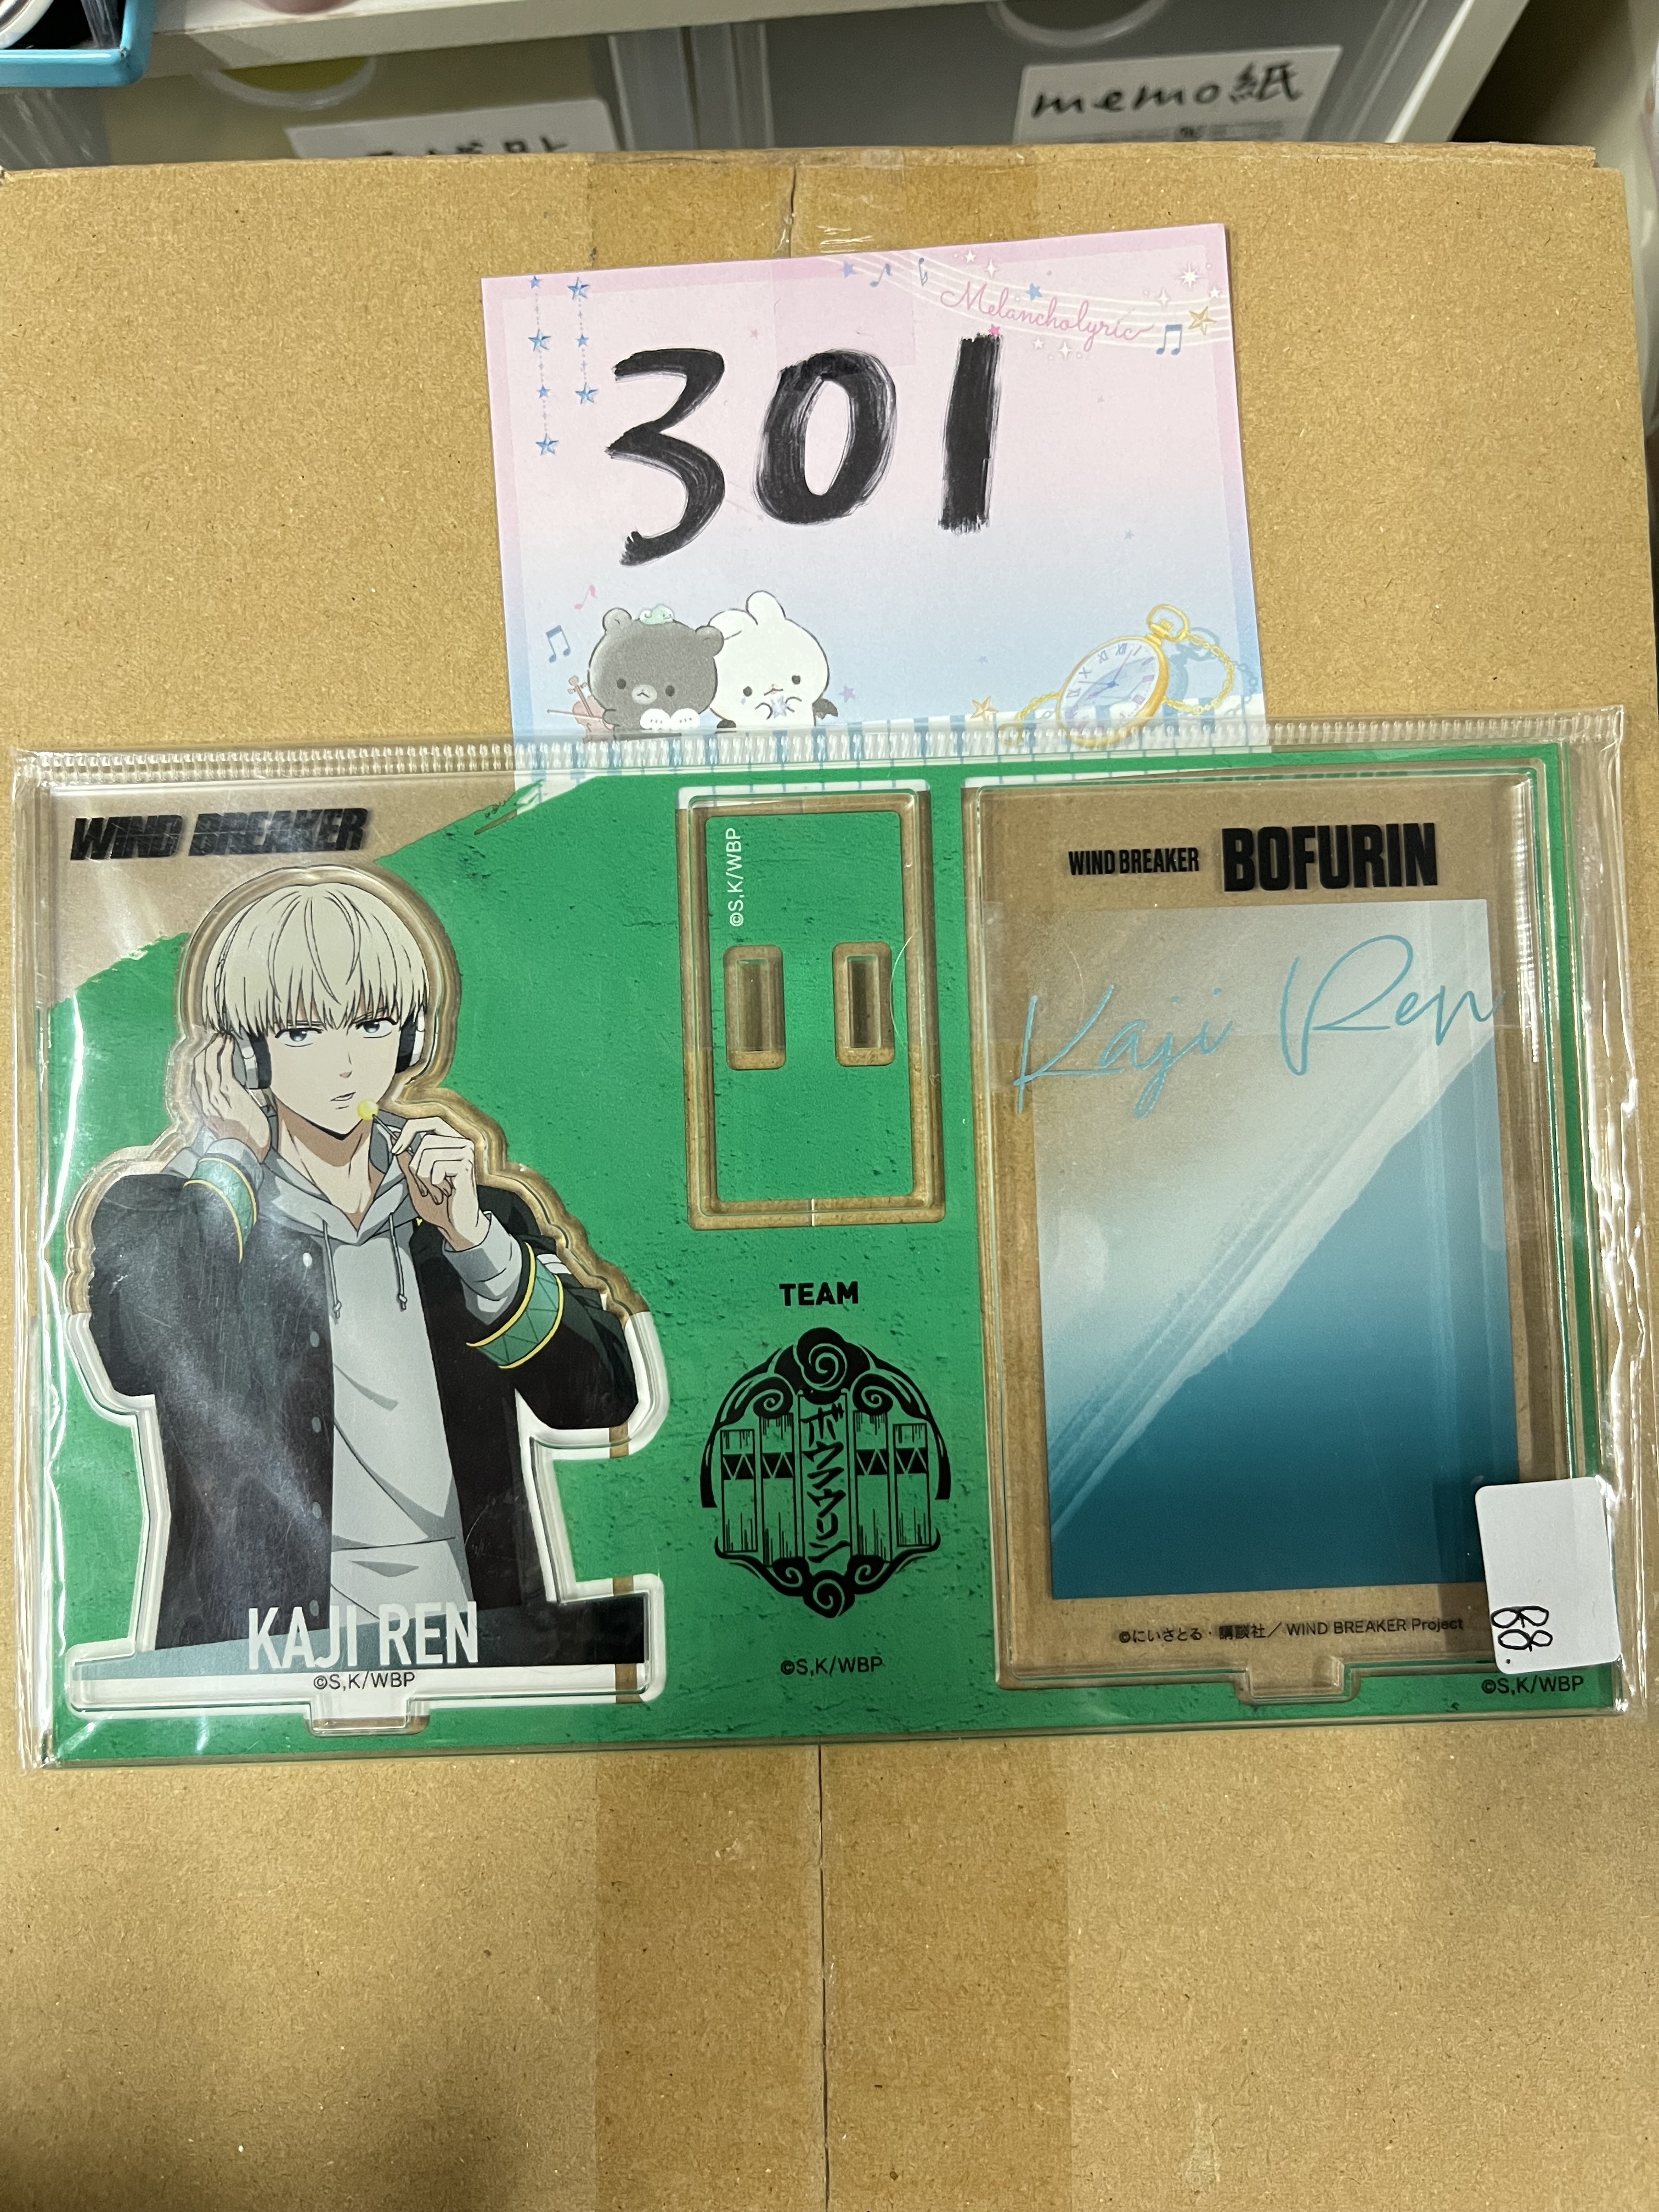 memo紙
Melancholyric
301
WIND BREAKER
©S,K/WBP
WIND BREAKER BOFURIN
Kaji Ren
TEAM
ボウフウリン
KAJI REN
©S,K/WBP
©S,K/WBP
©にいさとる・講談社／WIND BREAKER Project
©S,K/WBP
88.